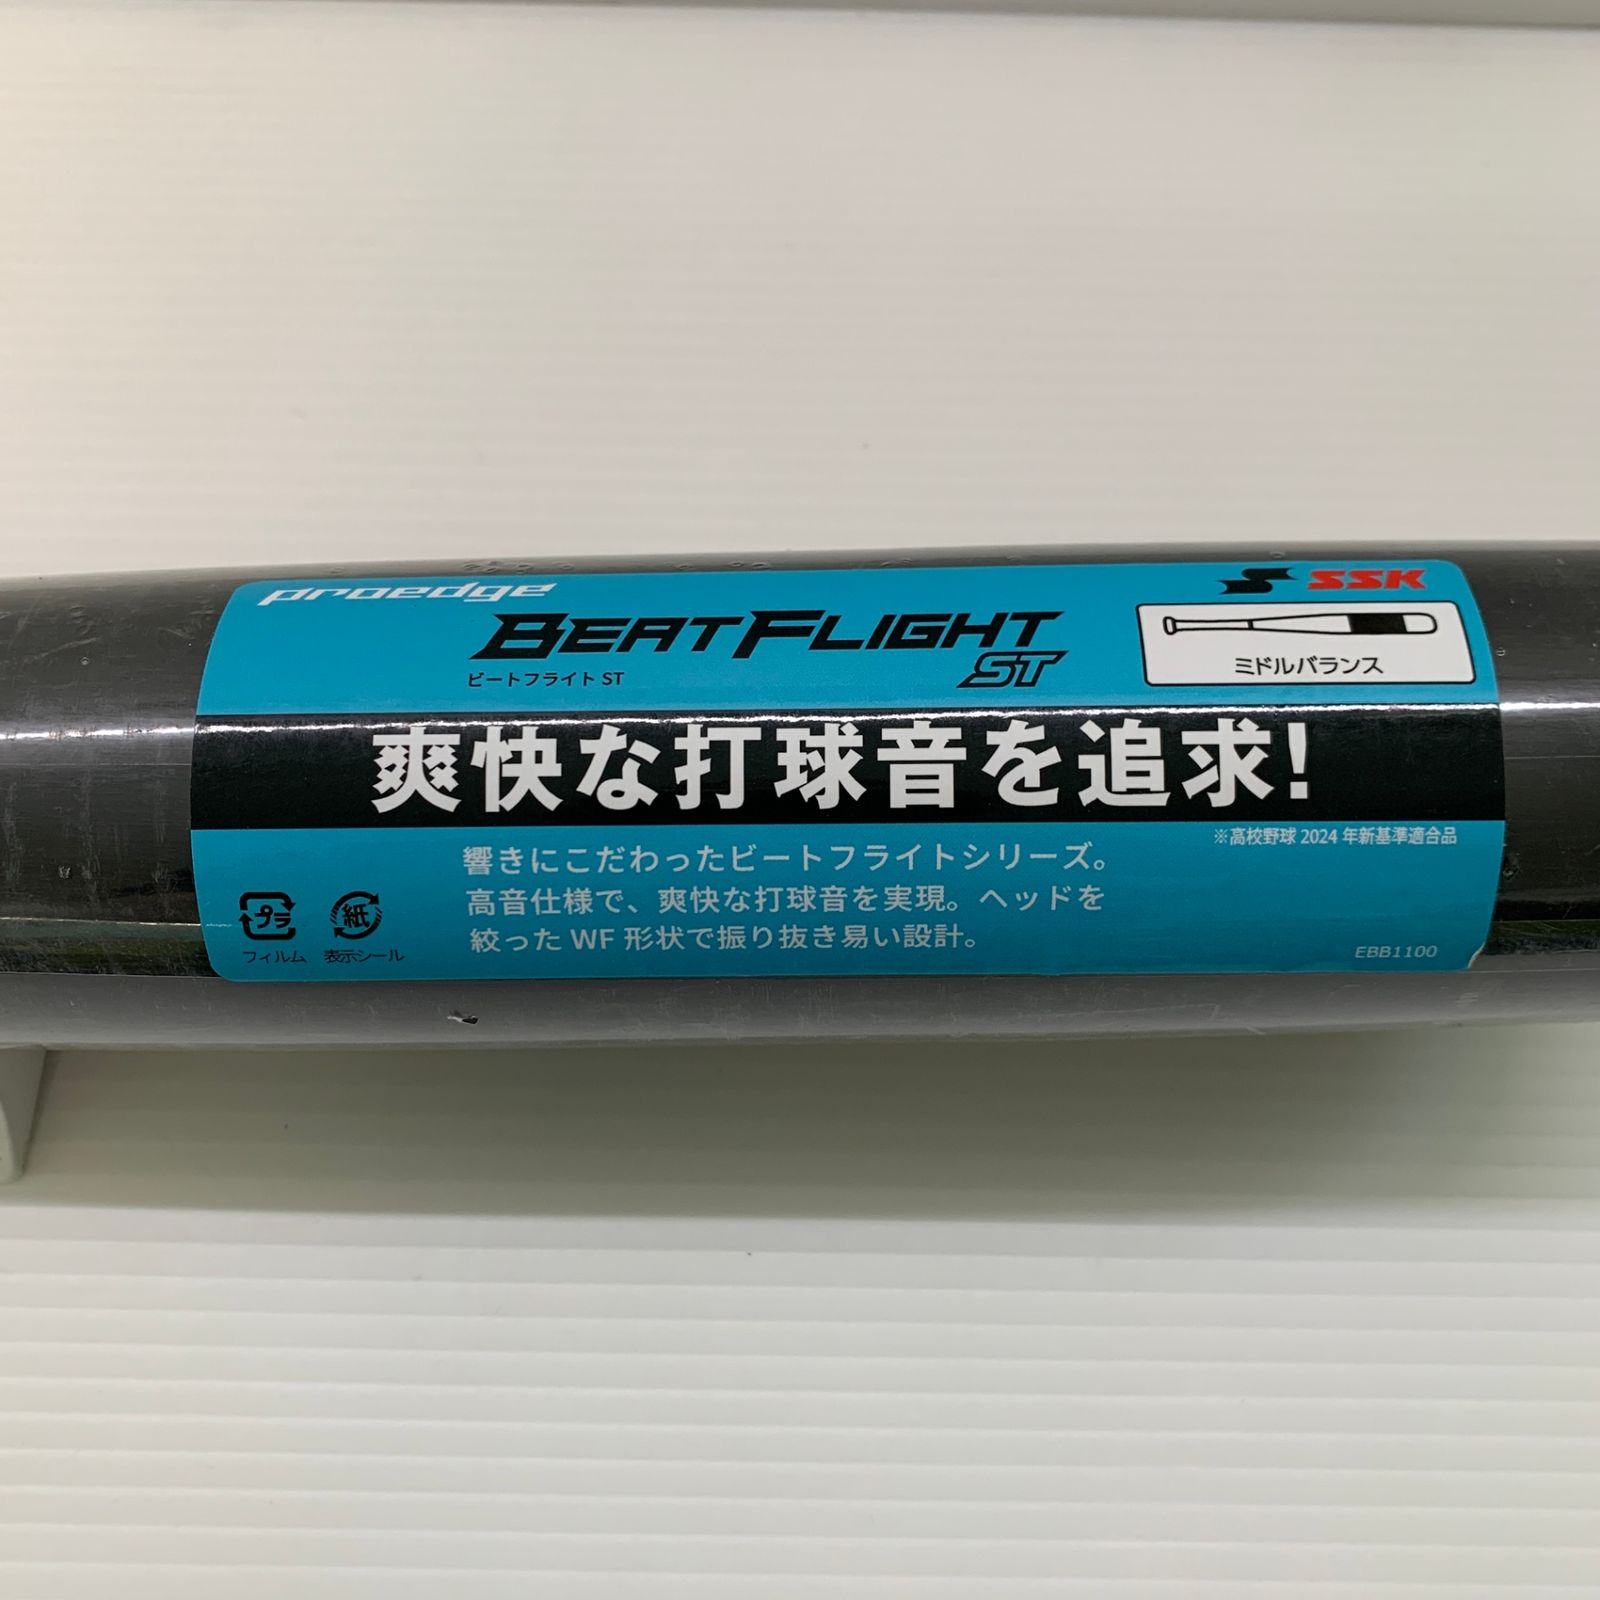 proedge
SSK
BEATFLIGHT
ST
ビートフライト ST
ミドルバランス
爽快な打球音を追求!
※高校野球 2024 年新基準適合品
響きにこだわったビートフライトシリーズ。
高音仕様で、爽快な打球音を実現。ヘッドを
絞った WF 形状で振り抜き易い設計。
プラ
フィルム
紙
表示シール
EBB1100